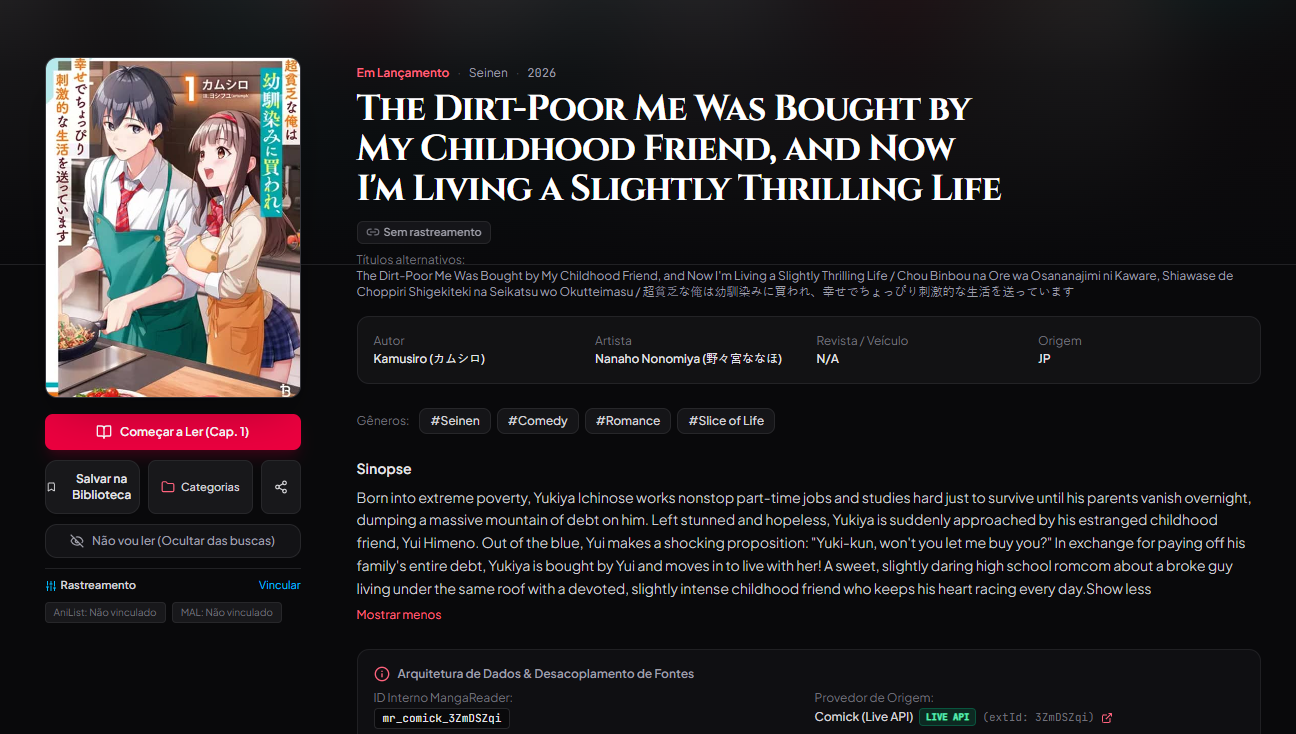 超貧乏な俺は
幼馴染みに買われ、
幸せでちょっぴり
刺激的な生活を送っています
1
カムシロ
Em Lançamento · Seinen · 2026
The Dirt-Poor Me Was Bought by
My Childhood Friend, and Now
I'm Living a Slightly Thrilling Life
Sem rastreamento
Títulos alternativos:
The Dirt-Poor Me Was Bought by My Childhood Friend, and Now I'm Living a Slightly Thrilling Life / Chou Binbou na Ore wa Osananajimi ni Kaware, Shiawase de
Choppiri Shigekiteki na Seikatsu wo Okutteimasu / 超貧乏な俺は幼馴染みに買われ、幸せでちょっぴり刺激的な生活を送っています
Autor
Kamusiro (カムシロ)
Artista
Nanaho Nonomiya (野々宮ななほ)
Revista / Veículo
N/A
Origem
JP
Gêneros: #Seinen #Comedy #Romance #Slice of Life
Começar a Ler (Cap. 1)
Salvar na
Biblioteca
Categorias
Não vou ler (Ocultar das buscas)
Rastreamento Vincular
AniList: Não vinculado MAL: Não vinculado
Sinopse
Born into extreme poverty, Yukiya Ichinose works nonstop part-time jobs and studies hard just to survive until his parents vanish overnight,
dumping a massive mountain of debt on him. Left stunned and hopeless, Yukiya is suddenly approached by his estranged childhood
friend, Yui Himeno. Out of the blue, Yui makes a shocking proposition: "Yuki-kun, won't you let me buy you?" In exchange for paying off his
family's entire debt, Yukiya is bought by Yui and moves in to live with her! A sweet, slightly daring high school romcom about a broke guy
living under the same roof with a devoted, slightly intense childhood friend who keeps his heart racing every day.Show less
Mostrar menos
Arquitetura de Dados & Desacoplamento de Fontes
ID Interno MangaReader:
mr_comick_3ZmDSZqi
Provedor de Origem:
Comick (Live API) LIVE API (extId: 3ZmDSZqi)